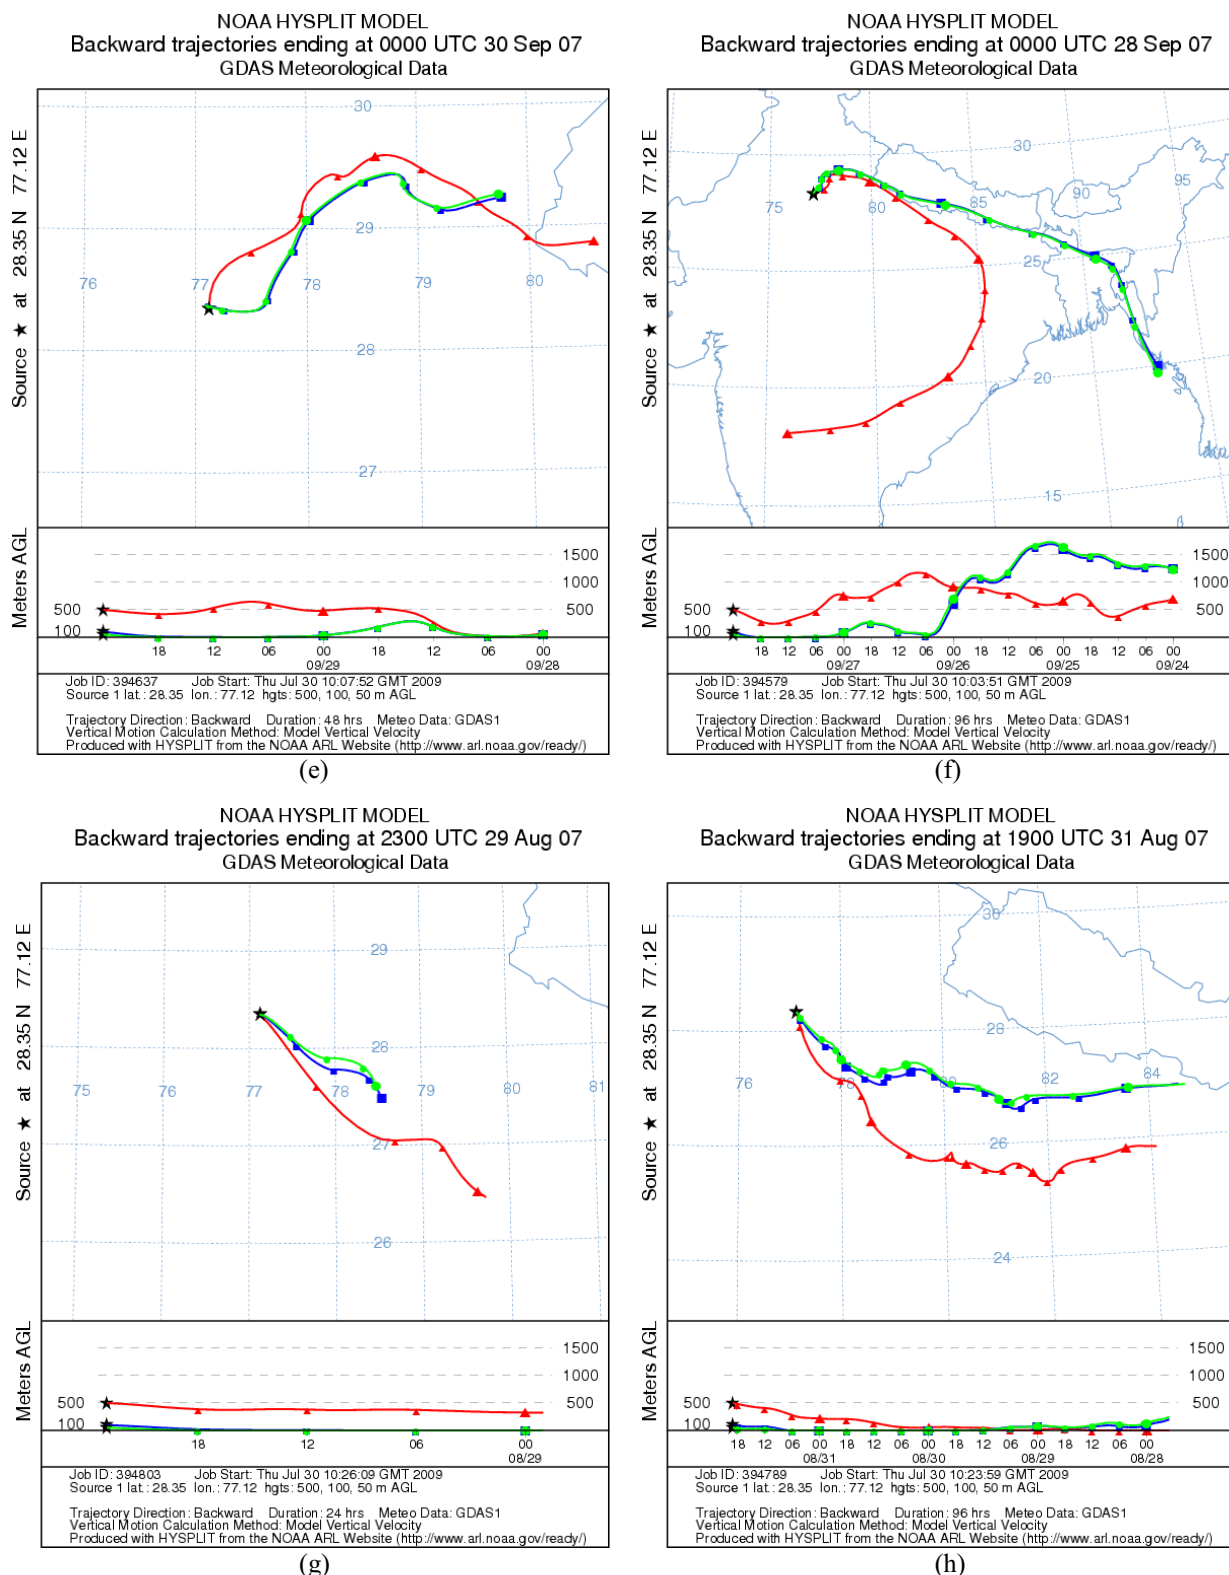 NOAA HYSPLIT MODEL
Backward trajectories ending at 0000 UTC 30 Sep 07
GDAS Meteorological Data
Source ★ at 28.35 N 77.12 E
30
29
28
27
76
77
78
79
80
Meters AGL
1500
1000
500
500
100
18 12 06 00 18 12 06 00
09/29 09/28
Job ID: 394637 Job Start: Thu Jul 30 10:07:52 GMT 2009
Source 1 lat.: 28.35 lon.: 77.12 hgts: 500, 100, 50 m AGL
Trajectory Direction: Backward Duration: 48 hrs Meteo Data: GDAS1
Vertical Motion Calculation Method: Model Vertical Velocity
Produced with HYSPLIT from the NOAA ARL Website (http://www.arl.noaa.gov/ready/)
(e)
NOAA HYSPLIT MODEL
Backward trajectories ending at 0000 UTC 28 Sep 07
GDAS Meteorological Data
Source ★ at 28.35 N 77.12 E
30
25
20
15
75
80
85
90
95
Meters AGL
1500
1000
500
500
100
18 12 06 00 18 12 06 00 18 12 06 00 18 12 06 00
09/27 09/26 09/25 09/24
Job ID: 394579 Job Start: Thu Jul 30 10:03:51 GMT 2009
Source 1 lat.: 28.35 lon.: 77.12 hgts: 500, 100, 50 m AGL
Trajectory Direction: Backward Duration: 96 hrs Meteo Data: GDAS1
Vertical Motion Calculation Method: Model Vertical Velocity
Produced with HYSPLIT from the NOAA ARL Website (http://www.arl.noaa.gov/ready/)
(f)
NOAA HYSPLIT MODEL
Backward trajectories ending at 2300 UTC 29 Aug 07
GDAS Meteorological Data
Source ★ at 28.35 N 77.12 E
29
28
27
26
75
76
77
78
79
80
81
Meters AGL
1500
1000
500
500
100
18 12 06 00
08/29
Job ID: 394803 Job Start: Thu Jul 30 10:26:09 GMT 2009
Source 1 lat.: 28.35 lon.: 77.12 hgts: 500, 100, 50 m AGL
Trajectory Direction: Backward Duration: 24 hrs Meteo Data: GDAS1
Vertical Motion Calculation Method: Model Vertical Velocity
Produced with HYSPLIT from the NOAA ARL Website (http://www.arl.noaa.gov/ready/)
(g)
NOAA HYSPLIT MODEL
Backward trajectories ending at 1900 UTC 31 Aug 07
GDAS Meteorological Data
Source ★ at 28.35 N 77.12 E
30
28
26
24
76
78
80
82
84
Meters AGL
1500
1000
500
500
100
18 12 06 00 18 12 06 00 18 12 06 00 18 12 06 00
08/31 08/30 08/29 08/28
Job ID: 394789 Job Start: Thu Jul 30 10:23:59 GMT 2009
Source 1 lat.: 28.35 lon.: 77.12 hgts: 500, 100, 50 m AGL
Trajectory Direction: Backward Duration: 96 hrs Meteo Data: GDAS1
Vertical Motion Calculation Method: Model Vertical Velocity
Produced with HYSPLIT from the NOAA ARL Website (http://www.arl.noaa.gov/ready/)
(h)